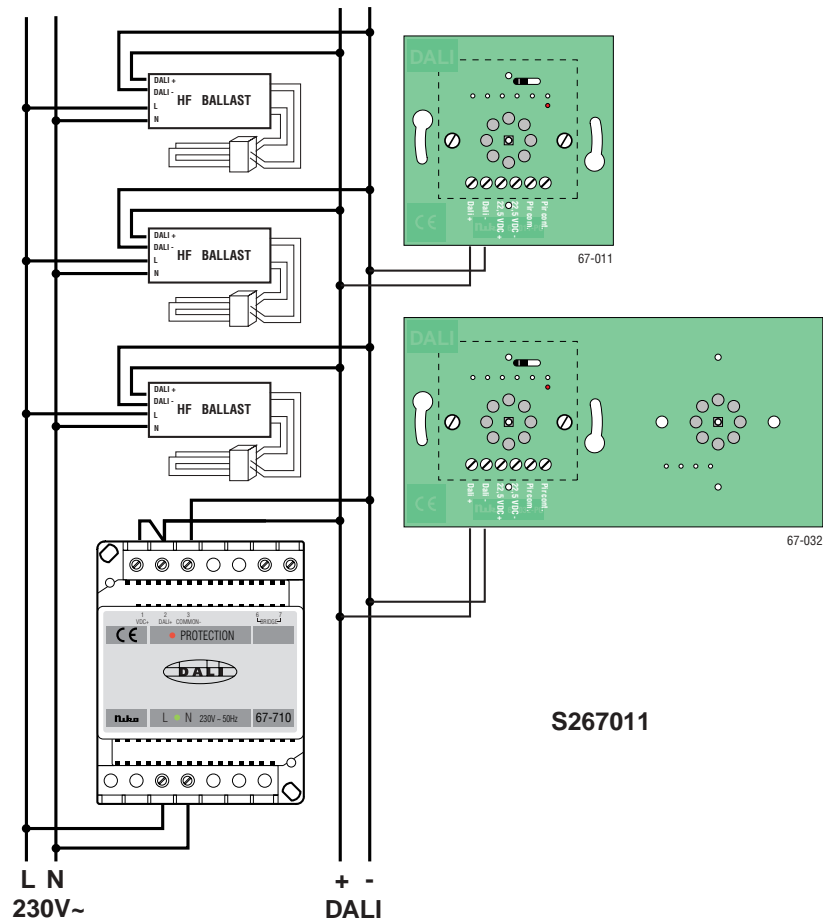 DALI +
DALI -
L
N
HF BALLAST
DALI +
DALI -
L
N
HF BALLAST
DALI +
DALI -
L
N
HF BALLAST
DALI
Dali +
Dali -
22.5 VDC +
22.5 VDC -
Pir com.
Pir cont.
CE
67-011
DALI
Dali +
Dali -
22.5 VDC +
22.5 VDC -
Pir com.
Pir cont.
CE
67-032
1 2 3 6 7
VDC+ DALI+ COMMON- BRIDGE
CE PROTECTION
DALI
Niko L N 230V ~ 50Hz 67-710
S267011
L N
230V~
+ -
DALI